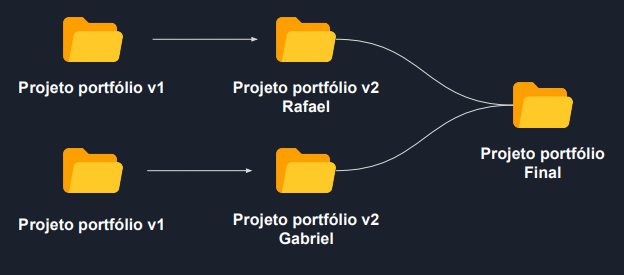 Projeto portfólio v1
Projeto portfólio v2
Rafael
Projeto portfólio
Final
Projeto portfólio v1
Projeto portfólio v2
Gabriel